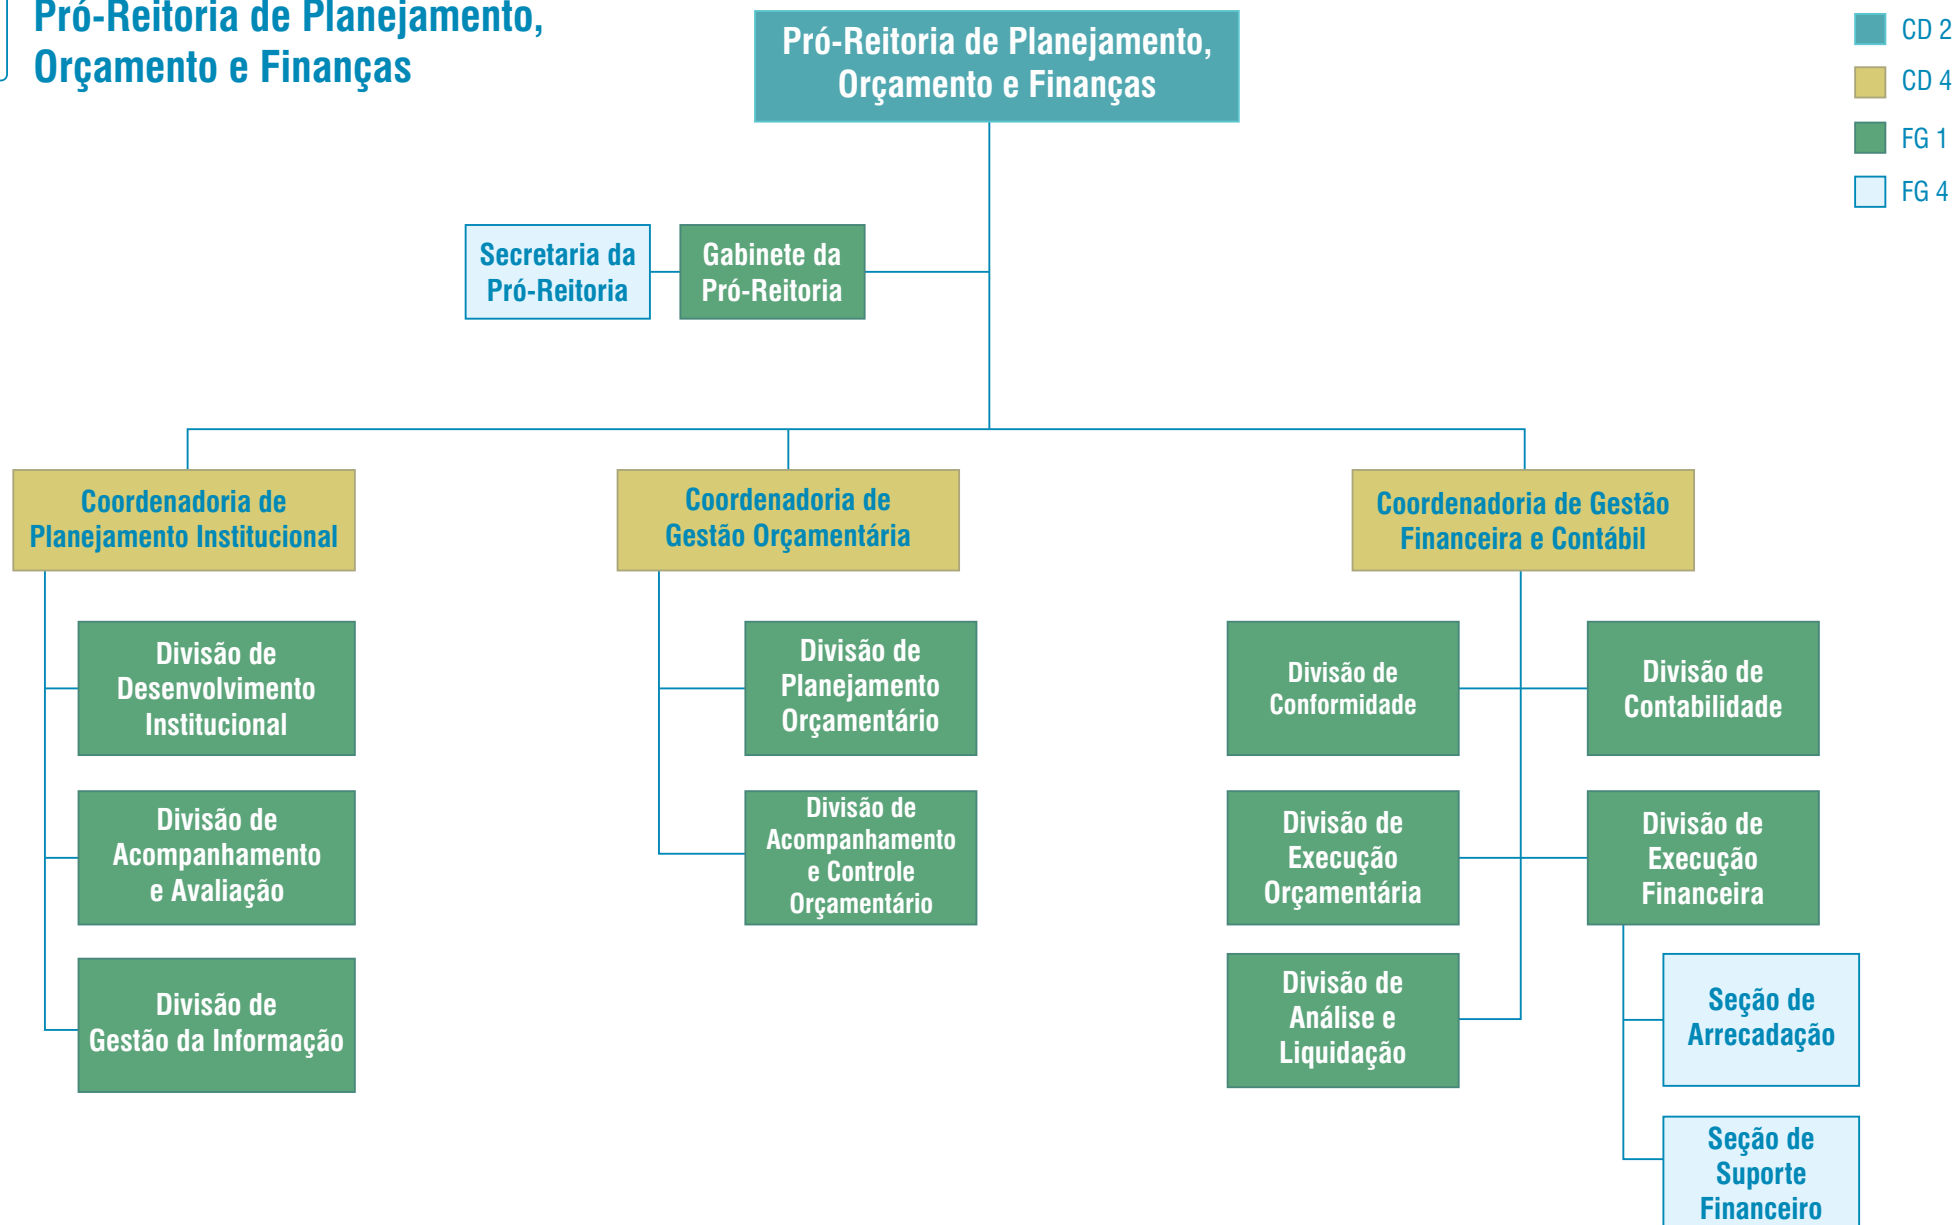 Pró-Reitoria de Planejamento,
Orçamento e Finanças
Pró-Reitoria de Planejamento,
Orçamento e Finanças
CD 2
CD 4
FG 1
FG 4
Secretaria da
Pró-Reitoria
Gabinete da
Pró-Reitoria
Coordenadoria de
Planejamento Institucional
Coordenadoria de
Gestão Orçamentária
Coordenadoria de Gestão
Financeira e Contábil
Divisão de
Desenvolvimento
Institucional
Divisão de
Planejamento
Orçamentário
Divisão de
Conformidade
Divisão de
Contabilidade
Divisão de
Acompanhamento
e Avaliação
Divisão de
Acompanhamento
e Controle
Orçamentário
Divisão de
Execução
Orçamentária
Divisão de
Execução
Financeira
Divisão de
Gestão da Informação
Divisão de
Análise e
Liquidação
Seção de
Arrecadação
Seção de
Suporte
Financeiro